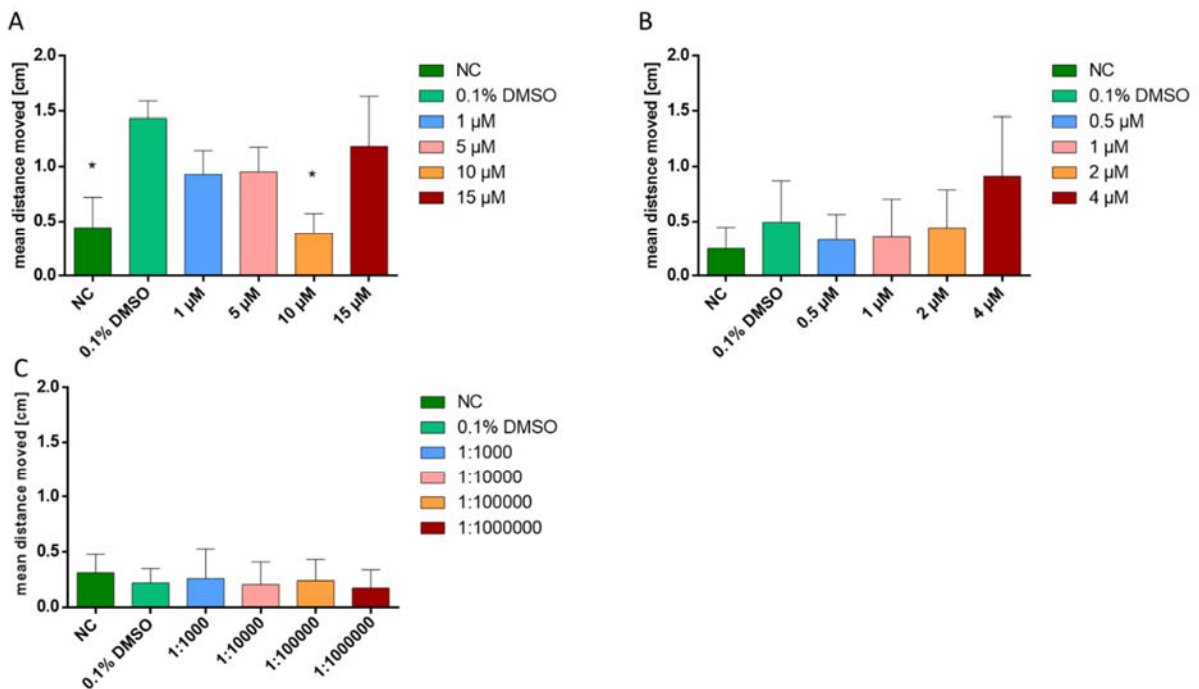 A
mean distance moved [cm]
2.0
1.5
1.0
0.5
0.0
*
*
NC
0.1% DMSO
1 µM
5 µM
10 µM
15 µM
NC
0.1% DMSO
1 µM
5 µM
10 µM
15 µM
B
mean distsnce moved [cm]
2.0
1.5
1.0
0.5
0.0
NC
0.1% DMSO
0.5 µM
1 µM
2 µM
4 µM
NC
0.1% DMSO
0.5 µM
1 µM
2 µM
4 µM
C
mean distance moved [cm]
2.0
1.5
1.0
0.5
0.0
NC
0.1% DMSO
1:1000
1:10000
1:100000
1:1000000
NC
0.1% DMSO
1:1000
1:10000
1:100000
1:1000000